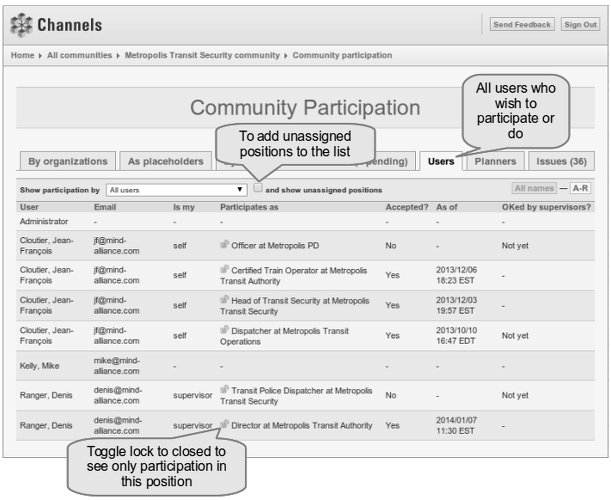 Channels
Send Feedback
Sign Out
Home ▸ All communities ▸ Metropolis Transit Security community ▸ Community participation
All users who
wish to
participate or
do
Community Participation
To add unassigned
positions to the list
By organizations
As placeholders
pending)
Users
Planners
Issues (36)
Show participation by
All users
and show unassigned positions
All names — A-R
User Email Is my Participates as Accepted? As of OKed by supervisors?
Administrator - - - - - -
Cloutier, Jean-
François
jf@mind-
alliance.com
self
Officer at Metropolis PD
No
-
Not yet
Cloutier, Jean-
François
jf@mind-
alliance.com
self
Certified Train Operator at Metropolis
Transit Authority
Yes
2013/12/06
18:23 EST
-
Cloutier, Jean-
François
jf@mind-
alliance.com
self
Head of Transit Security at Metropolis
Transit Security
Yes
2013/12/03
19:57 EST
-
Cloutier, Jean-
François
jf@mind-
alliance.com
self
Dispatcher at Metropolis Transit
Operations
Yes
2013/10/10
16:47 EDT
Not yet
Kelly, Mike
mike@mind-
alliance.com
- - - - -
Ranger, Denis
denis@mind-
alliance.com
supervisor
Transit Police Dispatcher at Metropolis
Transit Security
No
-
Not yet
Ranger, Denis
denis@mind-
alliance.com
supervisor
Director at Metropolis Transit Authority
Yes
2014/01/07
11:30 EST
-
Toggle lock to closed to
see only participation in
this position